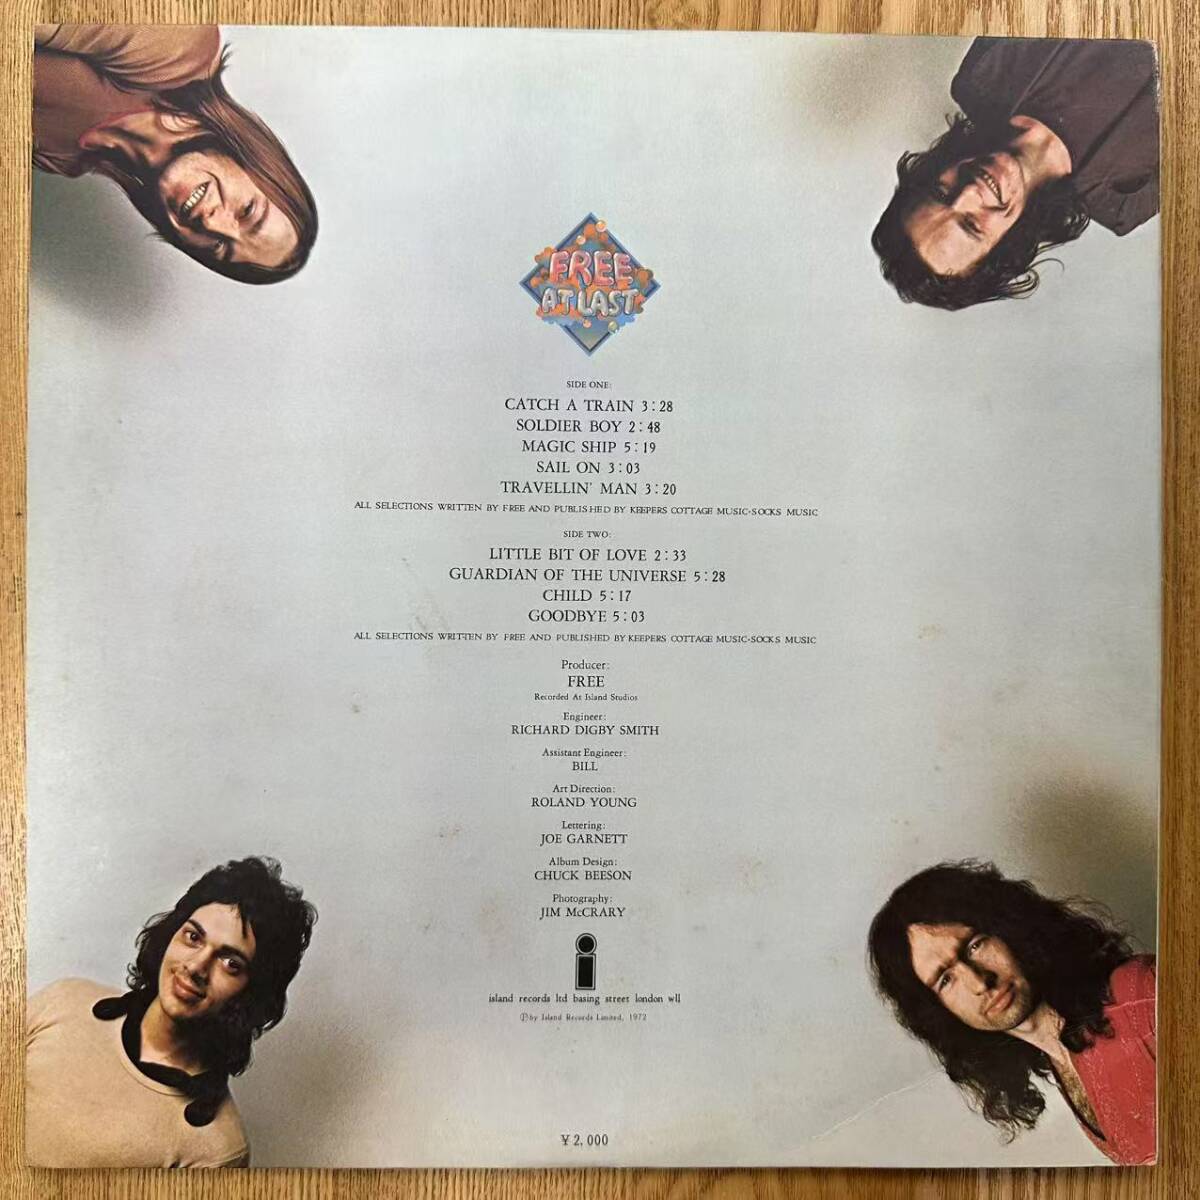 FREE
AT LAST
SIDE ONE:
CATCH A TRAIN 3:28
SOLDIER BOY 2:48
MAGIC SHIP 5:19
SAIL ON 3:03
TRAVELLIN' MAN 3:20
ALL SELECTIONS WRITTEN BY FREE AND PUBLISHED BY KEEPERS COTTAGE MUSIC-SOCKS MUSIC
SIDE TWO:
LITTLE BIT OF LOVE 2:33
GUARDIAN OF THE UNIVERSE 5:28
CHILD 5:17
GOODBYE 5:03
ALL SELECTIONS WRITTEN BY FREE AND PUBLISHED BY KEEPERS COTTAGE MUSIC-SOCKS MUSIC
Producer:
FREE
Recorded At Island Studios
Engineer:
RICHARD DIGBY SMITH
Assistant Engineer:
BILL
Art Direction:
ROLAND YOUNG
Lettering:
JOE GARNETT
Album Design:
CHUCK BEESON
Photography:
JIM McCRARY
i
island records ltd basing street london w11
Ⓟby Island Records Limited, 1972
¥2,000